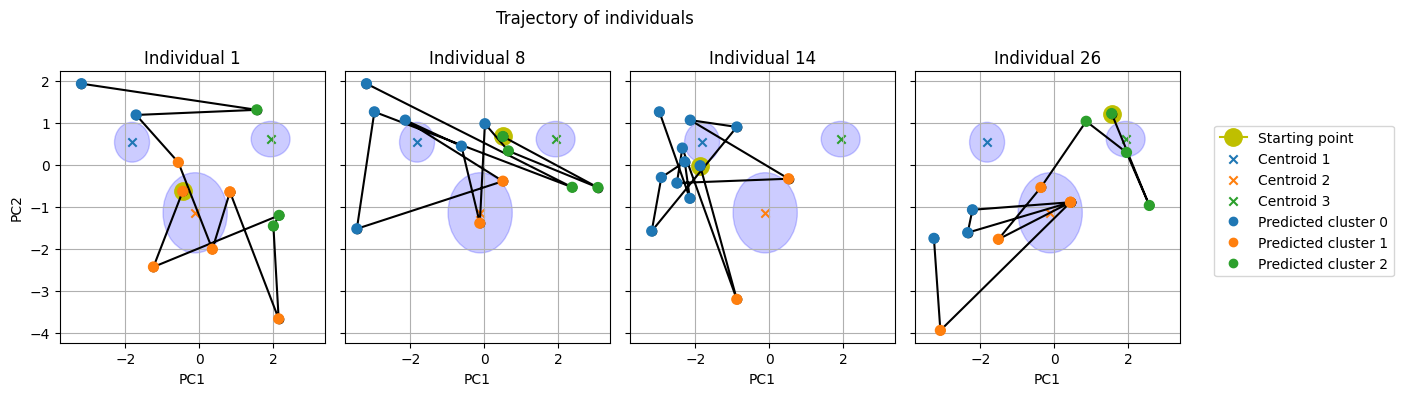 Trajectory of individuals
Individual 1
Individual 8
Individual 14
Individual 26
2
1
0
−1
−2
−3
−4
PC2
−2 0 2
−2 0 2
−2 0 2
−2 0 2
PC1
PC1
PC1
PC1
Starting point
Centroid 1
Centroid 2
Centroid 3
Predicted cluster 0
Predicted cluster 1
Predicted cluster 2